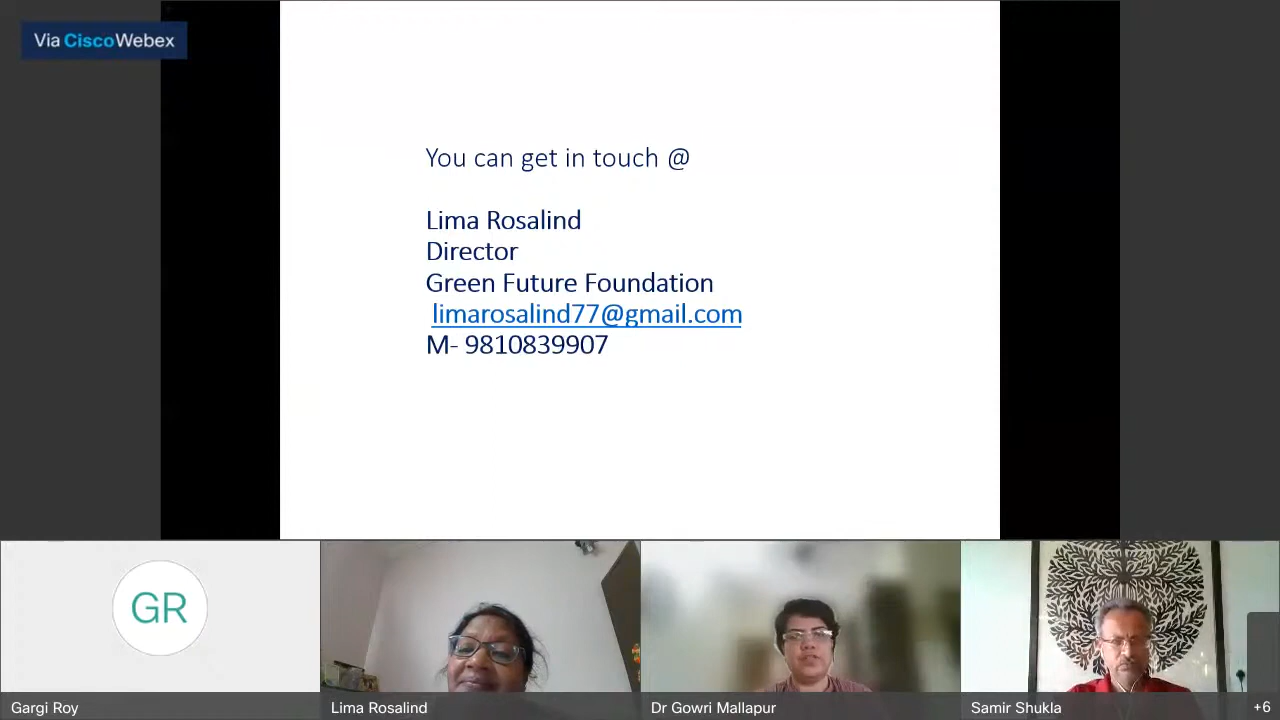 Via CiscoWebex
You can get in touch @
Lima Rosalind
Director
Green Future Foundation
limarosalind77@gmail.com
M- 9810839907
GR
Gargi Roy
Lima Rosalind
Dr Gowri Mallapur
Samir Shukla
+6